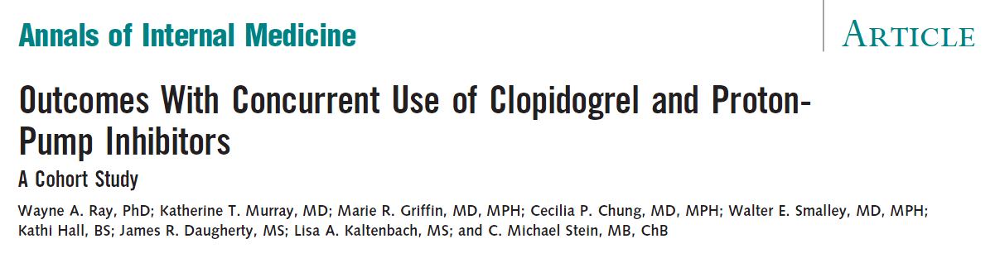 Annals of Internal Medicine
ARTICLE
Outcomes With Concurrent Use of Clopidogrel and Proton-
Pump Inhibitors
A Cohort Study
Wayne A. Ray, PhD; Katherine T. Murray, MD; Marie R. Griffin, MD, MPH; Cecilia P. Chung, MD, MPH; Walter E. Smalley, MD, MPH;
Kathi Hall, BS; James R. Daugherty, MS; Lisa A. Kaltenbach, MS; and C. Michael Stein, MB, ChB